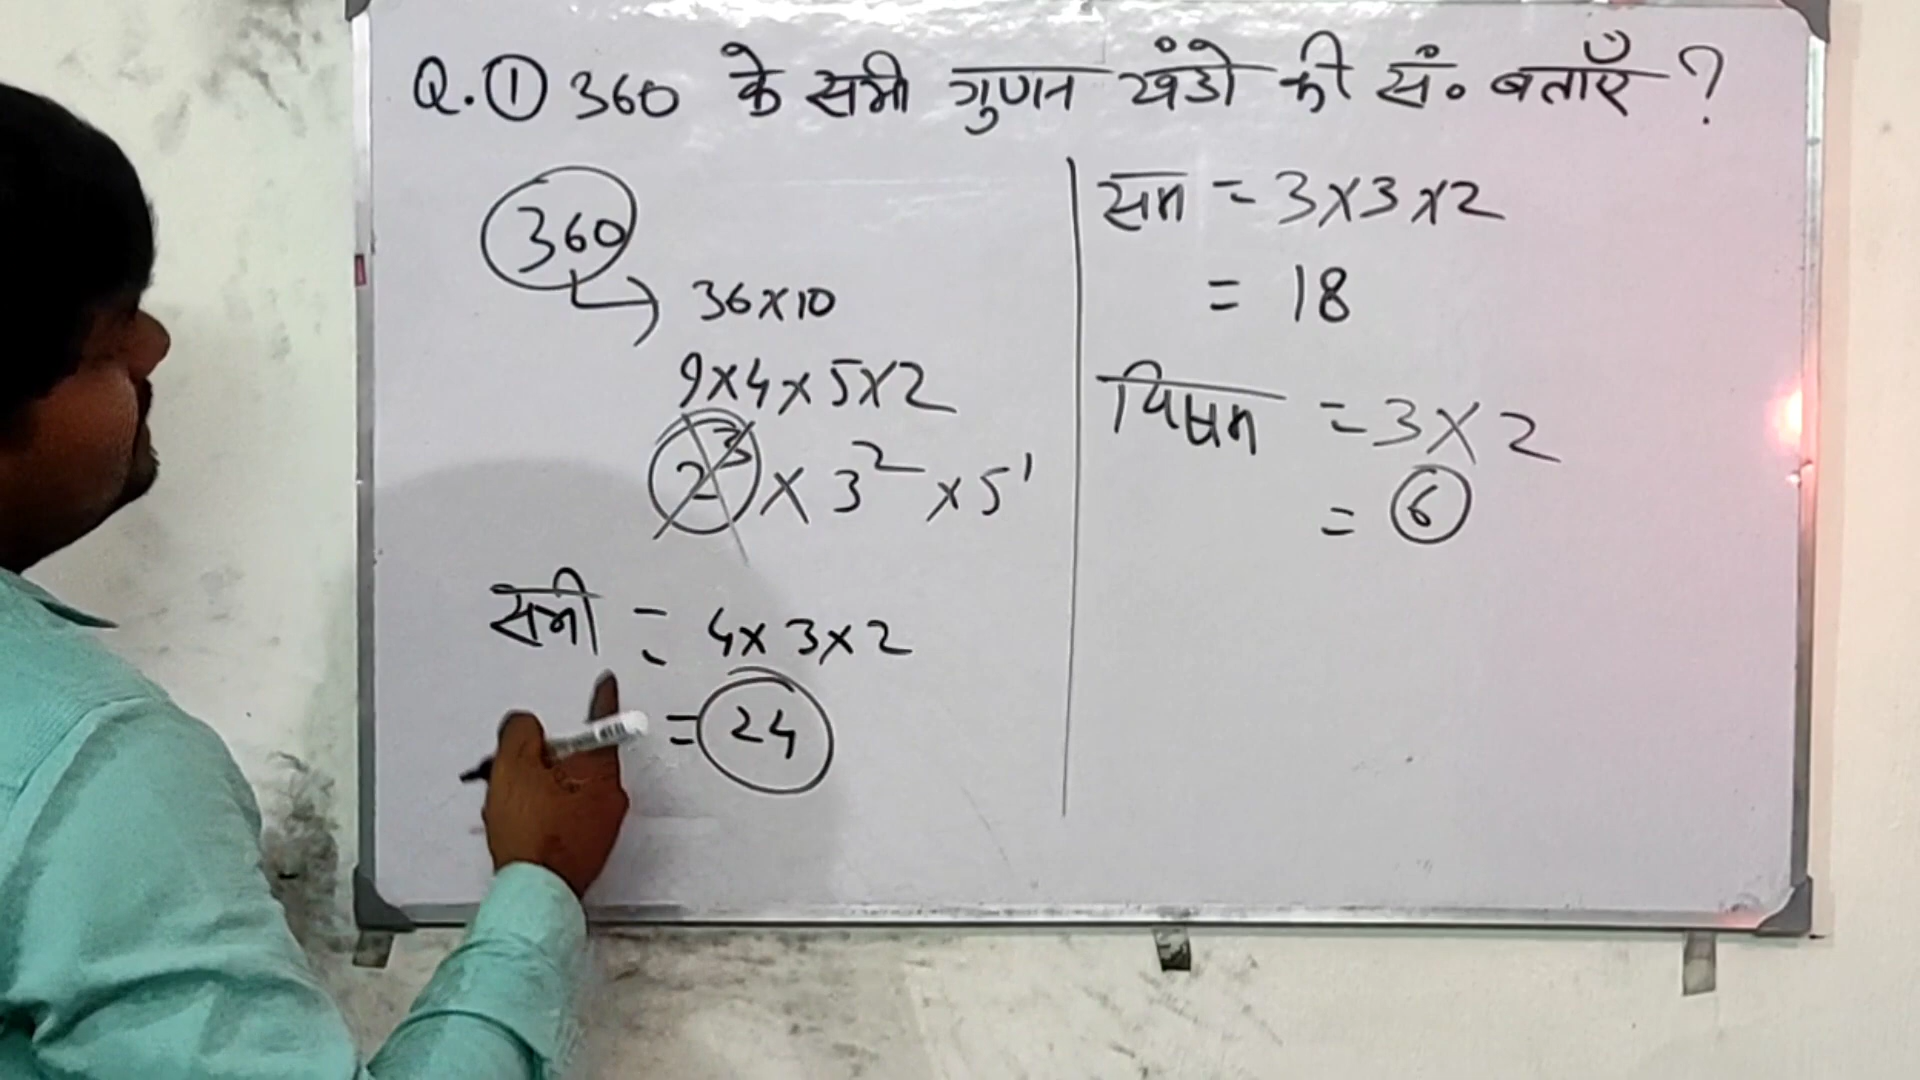 Q. ① 360 के सभी गुणन खंडों की सं० बताएँ ?
360
36×10
9×4×5×2
2³ × 3² × 5¹
सभी = 4×3×2
= 24
सम = 3×3×2
= 18
विषम = 3×2
= 6